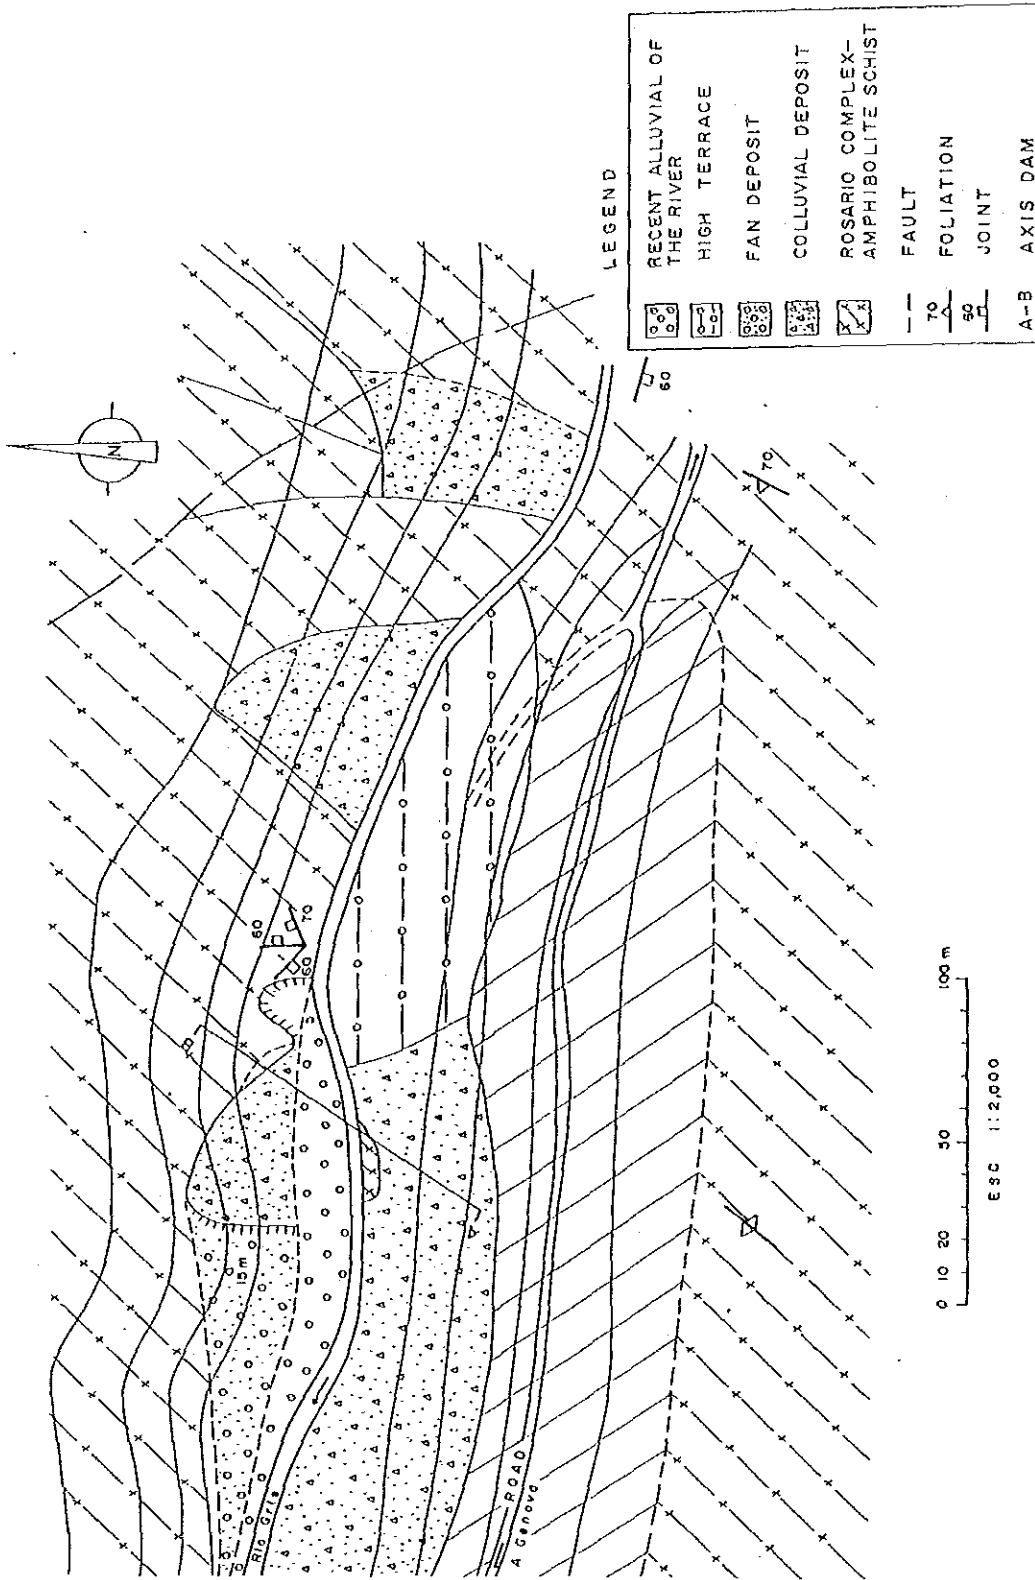 N
60
70
60
15m
Rio Gris
ROAD
A Genova
60
70
0 10 20 50 100 m
ESC 1:2,000
LEGEND
RECENT ALLUVIAL OF
THE RIVER
HIGH TERRACE
FAN DEPOSIT
COLLUVIAL DEPOSIT
ROSARIO COMPLEX-
AMPHIBOLITE SCHIST
FAULT
70
FOLIATION
60
JOINT
A-B AXIS DAM